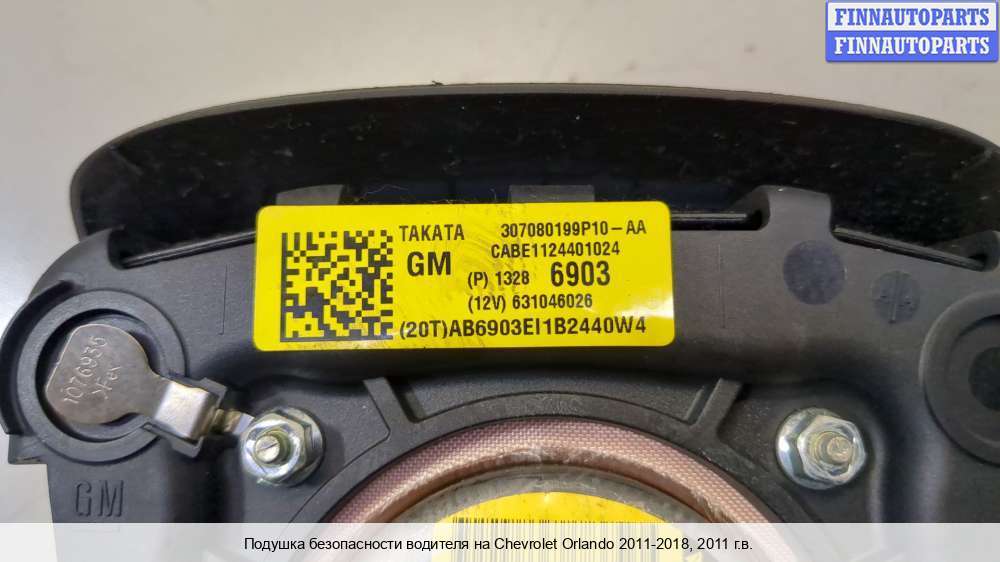 FINNAUTOPARTS
FINNAUTOPARTS
TAKATA 307080199P10-AA
CABE1124401024
GM (P) 1328 6903
(12V) 631046026
(20T)AB6903EI1B2440W4
1076935
GM
Подушка безопасности водителя на Chevrolet Orlando 2011-2018, 2011 г.в.